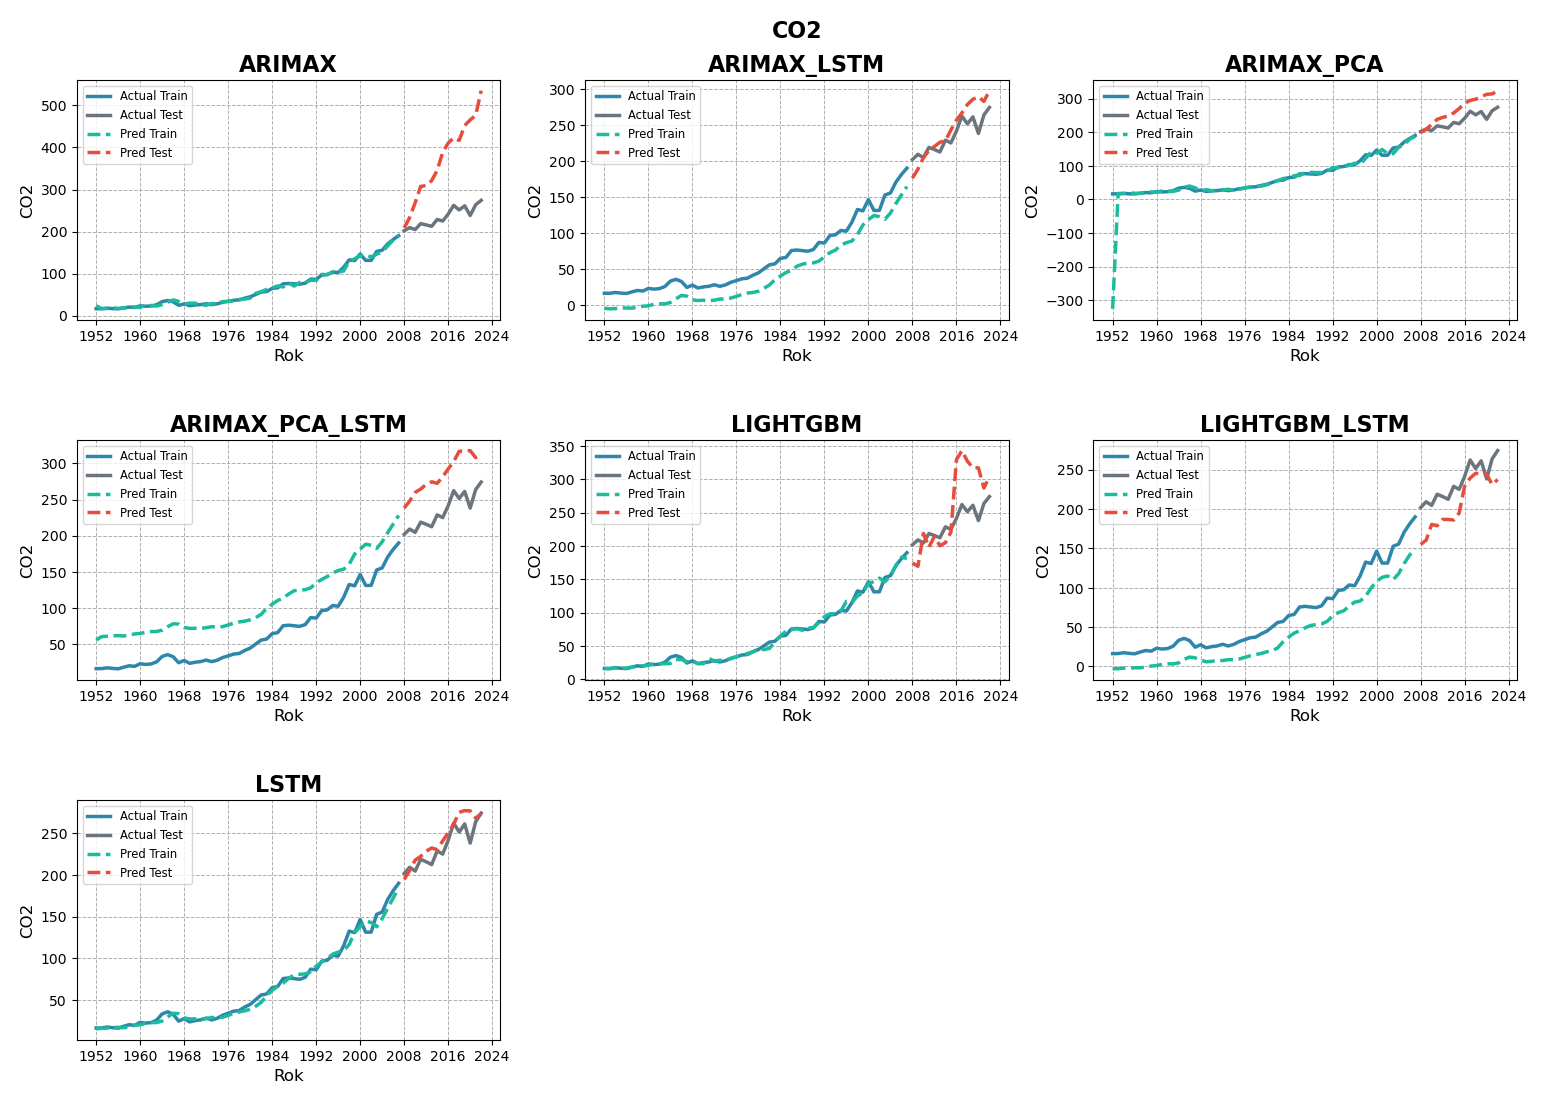 CO2
ARIMAX
500
400
300
200
100
0
CO2
1952 1960 1968 1976 1984 1992 2000 2008 2016 2024
Rok
Actual Train
Actual Test
Pred Train
Pred Test
ARIMAX_LSTM
300
250
200
150
100
50
0
CO2
1952 1960 1968 1976 1984 1992 2000 2008 2016 2024
Rok
Actual Train
Actual Test
Pred Train
Pred Test
ARIMAX_PCA
300
200
100
0
−100
−200
−300
CO2
1952 1960 1968 1976 1984 1992 2000 2008 2016 2024
Rok
Actual Train
Actual Test
Pred Train
Pred Test
ARIMAX_PCA_LSTM
300
250
200
150
100
50
CO2
1952 1960 1968 1976 1984 1992 2000 2008 2016 2024
Rok
Actual Train
Actual Test
Pred Train
Pred Test
LIGHTGBM
350
300
250
200
150
100
50
0
CO2
1952 1960 1968 1976 1984 1992 2000 2008 2016 2024
Rok
Actual Train
Actual Test
Pred Train
Pred Test
LIGHTGBM_LSTM
250
200
150
100
50
0
CO2
1952 1960 1968 1976 1984 1992 2000 2008 2016 2024
Rok
Actual Train
Actual Test
Pred Train
Pred Test
LSTM
250
200
150
100
50
CO2
1952 1960 1968 1976 1984 1992 2000 2008 2016 2024
Rok
Actual Train
Actual Test
Pred Train
Pred Test